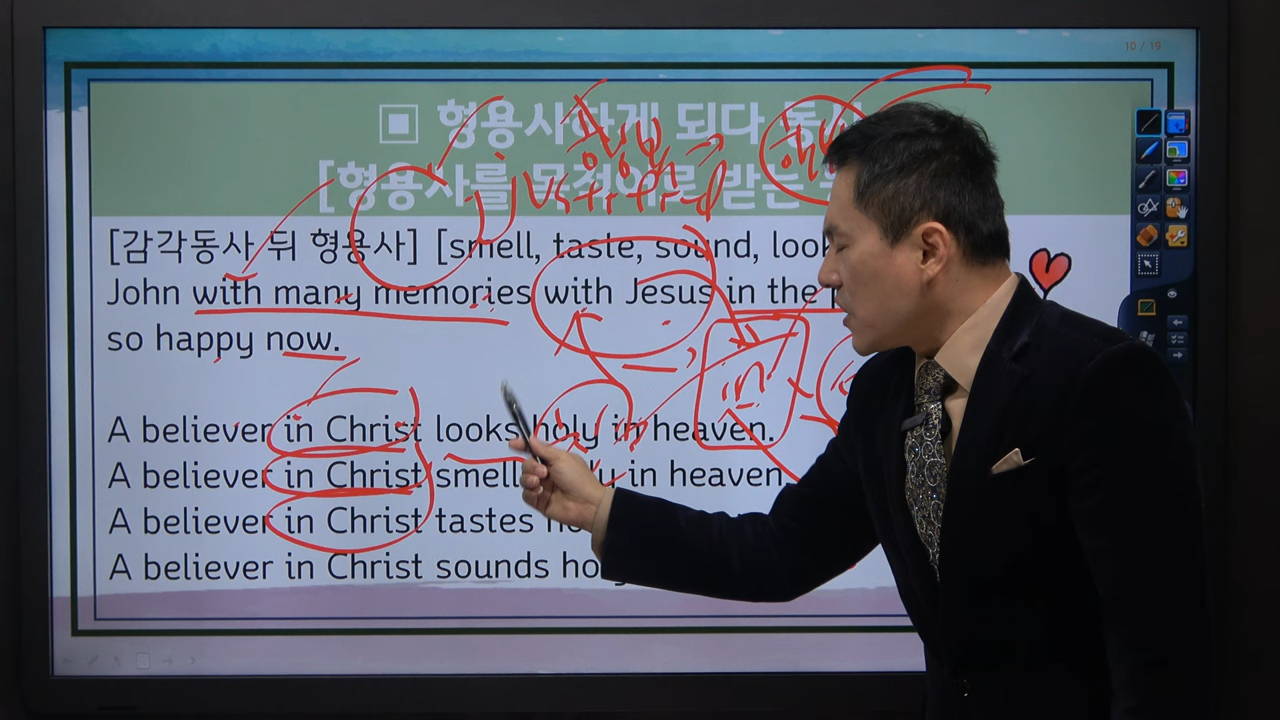 10 / 19
▣ 형용사하게 되다 동사
[형용사를 목적어로 받는
[감각동사 뒤 형용사] [smell, taste, sound, look
John with many memories with Jesus in the
so happy now.
in
A believer in Christ looks holy in heaven.
A believer in Christ smells holy in heaven.
A believer in Christ tastes
A believer in Christ sounds